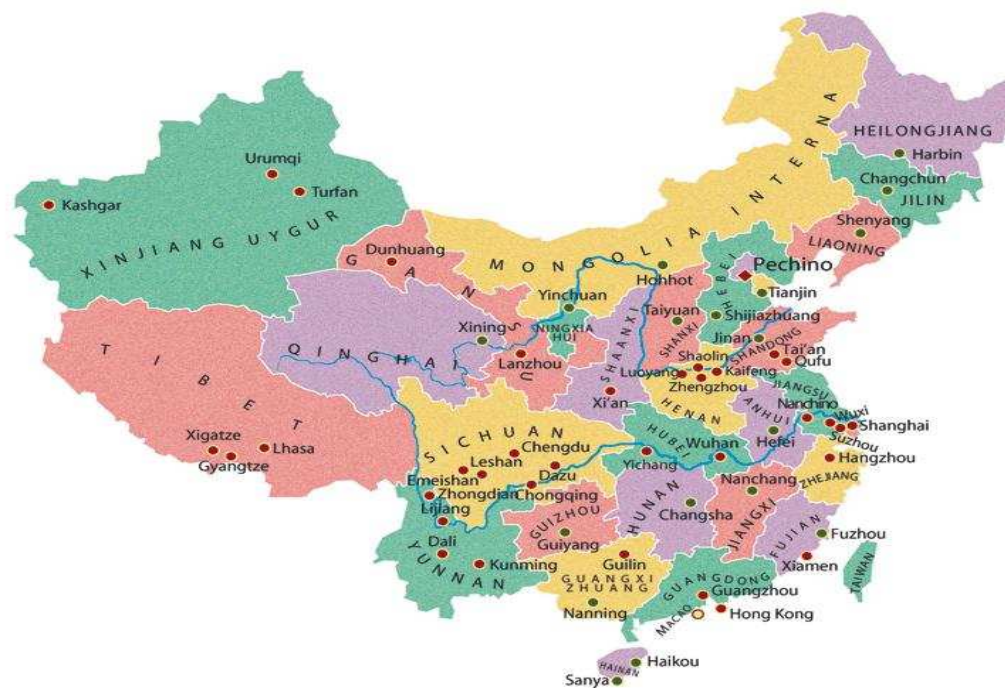 HEILONGJIANG
Harbin
Urumqi
Changchun
Turfan
JILIN
Kashgar
XINJIANG UYGUR
Shenyang
Dunhuang
MONGOLIA INTERNA
LIAONING
GANSU
Hohhot
HEBEI
Pechino
Yinchuan
Tianjin
Taiyuan
Shijiazhuang
Xining
NINGXIA
HUI
SHANXI
Jinan
SHANDONG
TIBET
QINGHAI
Lanzhou
SHAANXI
Shaolin
Tai'an
Luoyang
Kaifeng
Qufu
Zhengzhou
Xi'an
HENAN
ANHUI
JIANGSU
Nanchino
Wuxi
Shanghai
Suzhou
Hefei
SICHUAN
HUBEI
Xigatze
Lhasa
Gyangtze
Chengdu
Wuhan
Hangzhou
Leshan
Yichang
Emeishan
Dazu
ZHEJIANG
Zhongdian
Chongqing
Nanchang
Lijiang
GUIZHOU
HUNAN
Changsha
JIANGXI
FUJIAN
Fuzhou
Dali
Guiyang
YUNNAN
Kunming
Guilin
Xiamen
TAIWAN
GUANGXI
ZHUANG
GUANGDONG
Guangzhou
Nanning
MACAO
Hong Kong
HAINAN
Haikou
Sanya